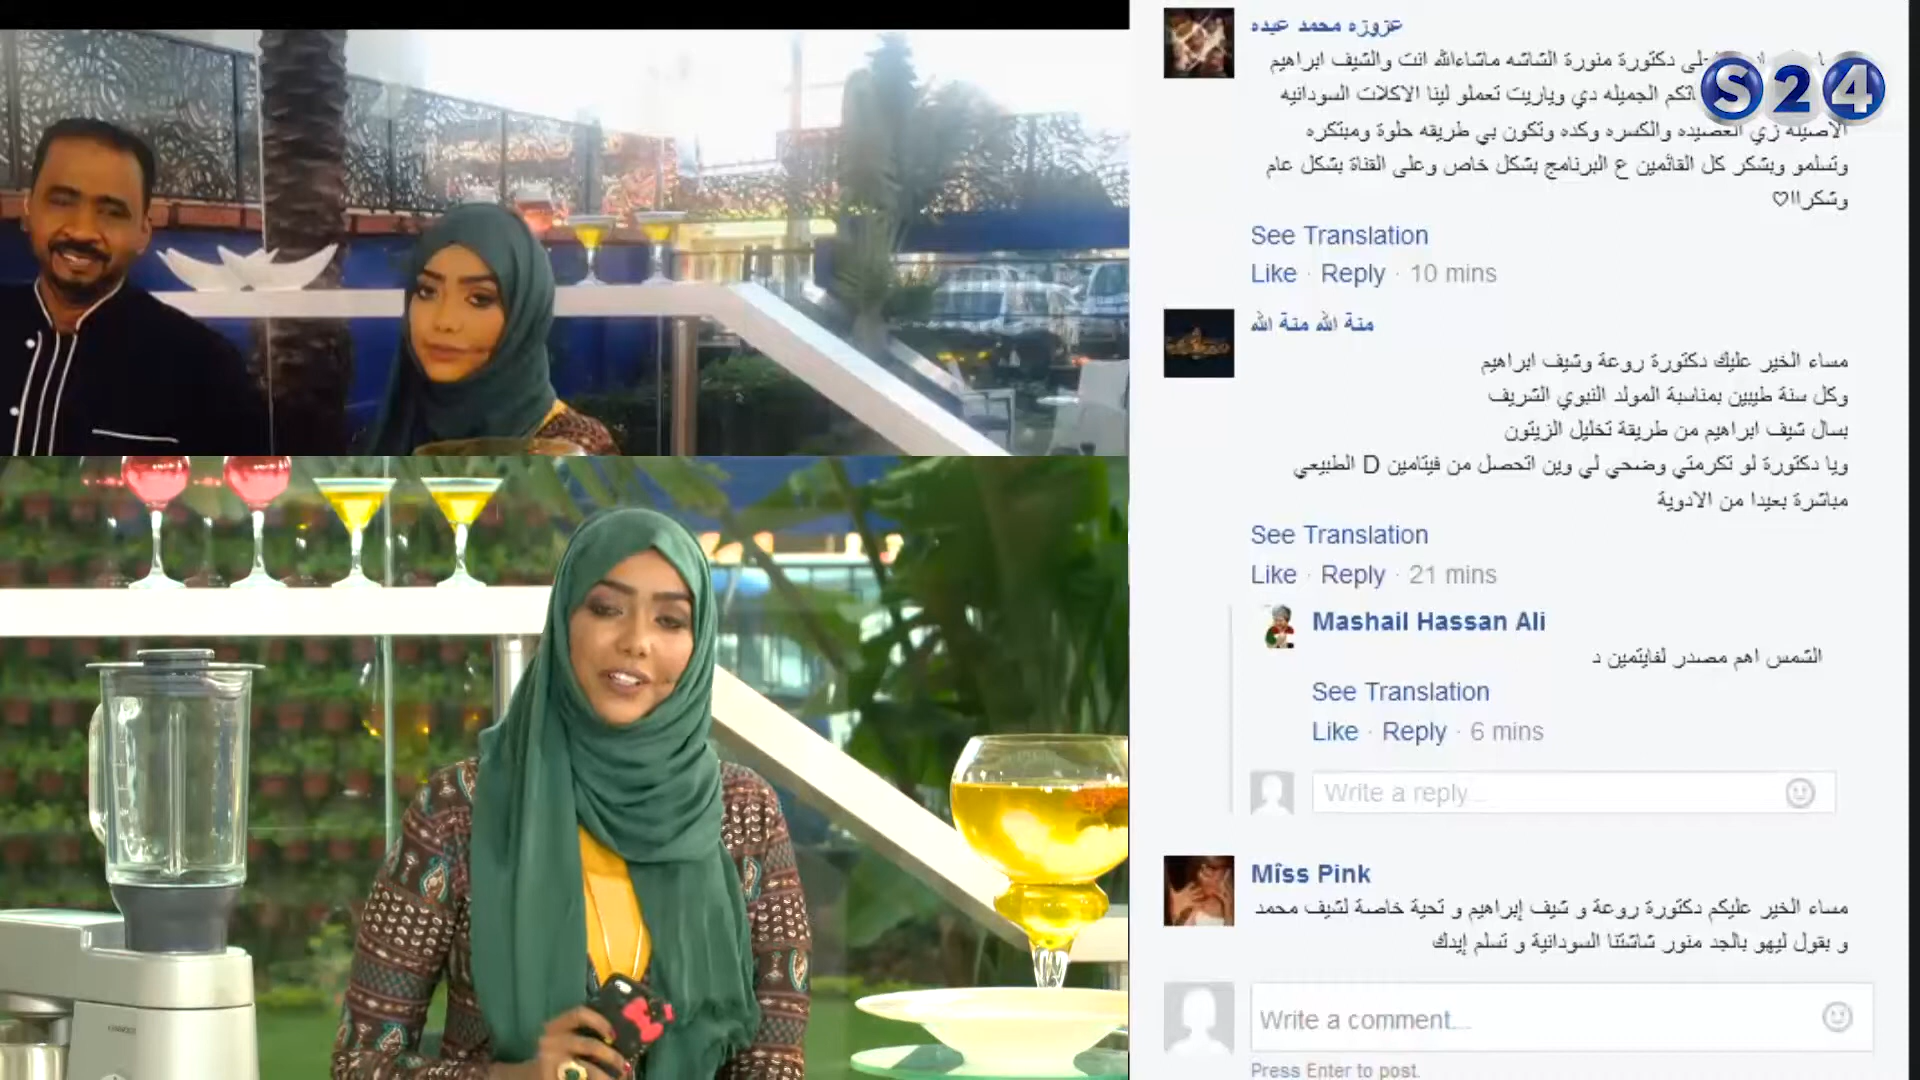 عزوزه محمد عبده
دكتورة منورة الشاشه ماشاءالله انت والشيف ابراهيم
الجميله دي وياريت تعملو لينا الاكلات السودانيه
الاصيله زي العصيده والكسره وكده وتكون بي طريقه حلوة ومبتكره
وتسلمو وبشكر كل القائمين ع البرنامج بشكل خاص وعلى القناة بشكل عام
وشكراا♡
S24
See Translation
Like · Reply · 10 mins
منة الله منة الله
مساء الخير عليك دكتورة روعة وشيف ابراهيم
وكل سنة طيبين بمناسبة المولد النبوي الشريف
بسال شيف ابراهيم من طريقة تخليل الزيتون
ويا دكتورة لو تكرمتي وضحي لي وين اتحصل من فيتامين D الطبيعي
مباشرة بعيدا من الادوية
See Translation
Like · Reply · 21 mins
Mashail Hassan Ali
الشمس اهم مصدر لفايتمين د
See Translation
Like · Reply · 6 mins
Write a reply...
Mîss Pink
مساء الخير عليكم دكتورة روعة و شيف إبراهيم و تحية خاصة لشيف محمد
و بقول ليهو بالجد منور شاشتنا السودانية و تسلم إيدك
Write a comment...
Press Enter to post.
KENWOOD